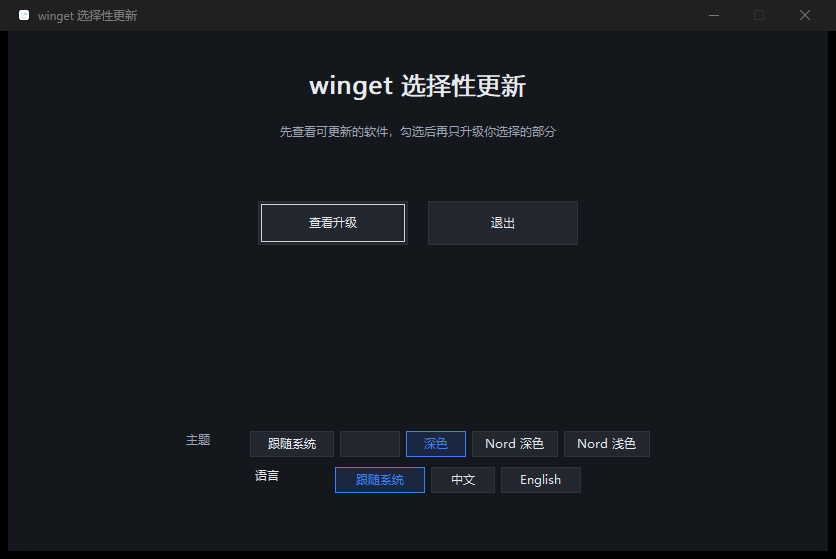 winget 选择性更新
winget 选择性更新
先查看可更新的软件，勾选后再只升级你选择的部分
查看升级 退出
主题 跟随系统 深色 Nord 深色 Nord 浅色
语言 跟随系统 中文 English